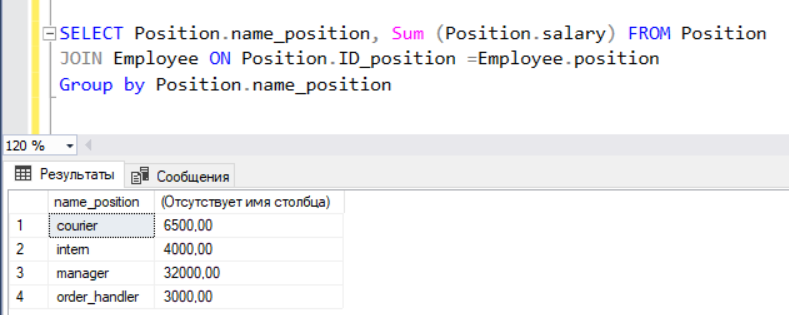 SELECT Position.name_position, Sum (Position.salary) FROM Position
JOIN Employee ON Position.ID_position =Employee.position
Group by Position.name_position
120 %
Результаты Сообщения
name_position (Отсутствует имя столбца)
1 courier 6500,00
2 intern 4000,00
3 manager 32000,00
4 order_handler 3000,00